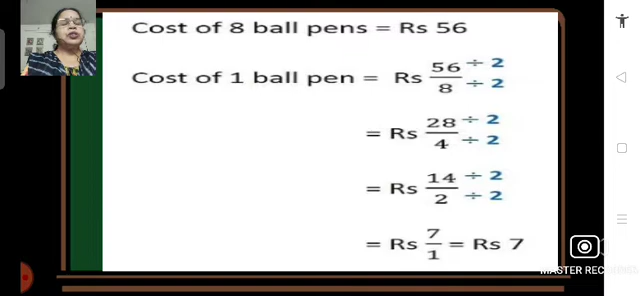 Cost of 8 ball pens = Rs 56
Cost of 1 ball pen = Rs 56 ÷ 2 / 8 ÷ 2
= Rs 28 ÷ 2 / 4 ÷ 2
= Rs 14 ÷ 2 / 2 ÷ 2
= Rs 7/1 = Rs 7
MASTER